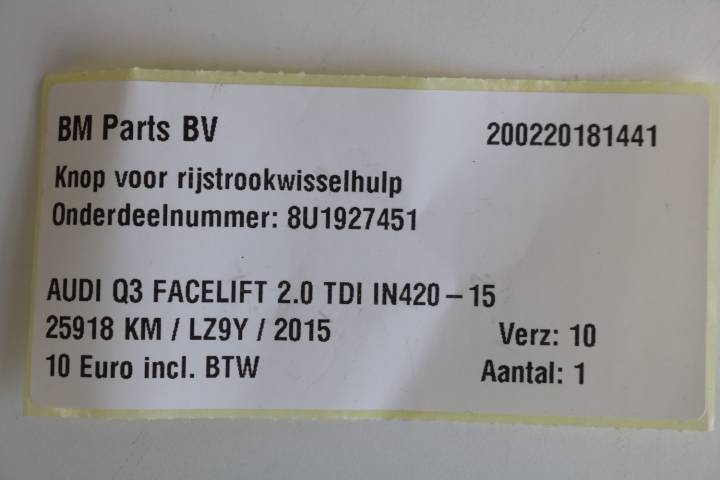 BM Parts BV 200220181441
Knop voor rijstrookwisselhulp
Onderdeelnummer: 8U1927451
AUDI Q3 FACELIFT 2.0 TDI IN420-15
25918 KM / LZ9Y / 2015 Verz: 10
10 Euro incl. BTW Aantal: 1